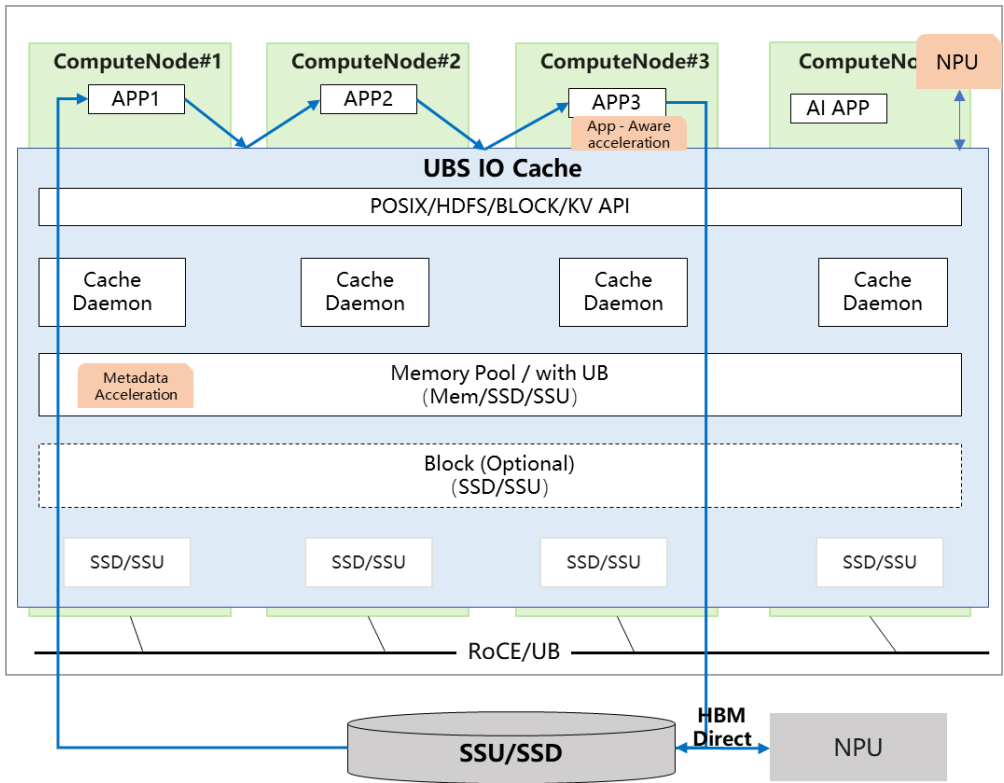 ComputeNode#1
ComputeNode#2
ComputeNode#3
ComputeNo
NPU
APP1
APP2
APP3
AI APP
App - Aware
acceleration
UBS IO Cache
POSIX/HDFS/BLOCK/KV API
Cache
Daemon
Cache
Daemon
Cache
Daemon
Cache
Daemon
Metadata
Acceleration
Memory Pool / with UB
(Mem/SSD/SSU)
Block (Optional)
(SSD/SSU)
SSD/SSU
SSD/SSU
SSD/SSU
SSD/SSU
RoCE/UB
SSU/SSD
HBM
Direct
NPU